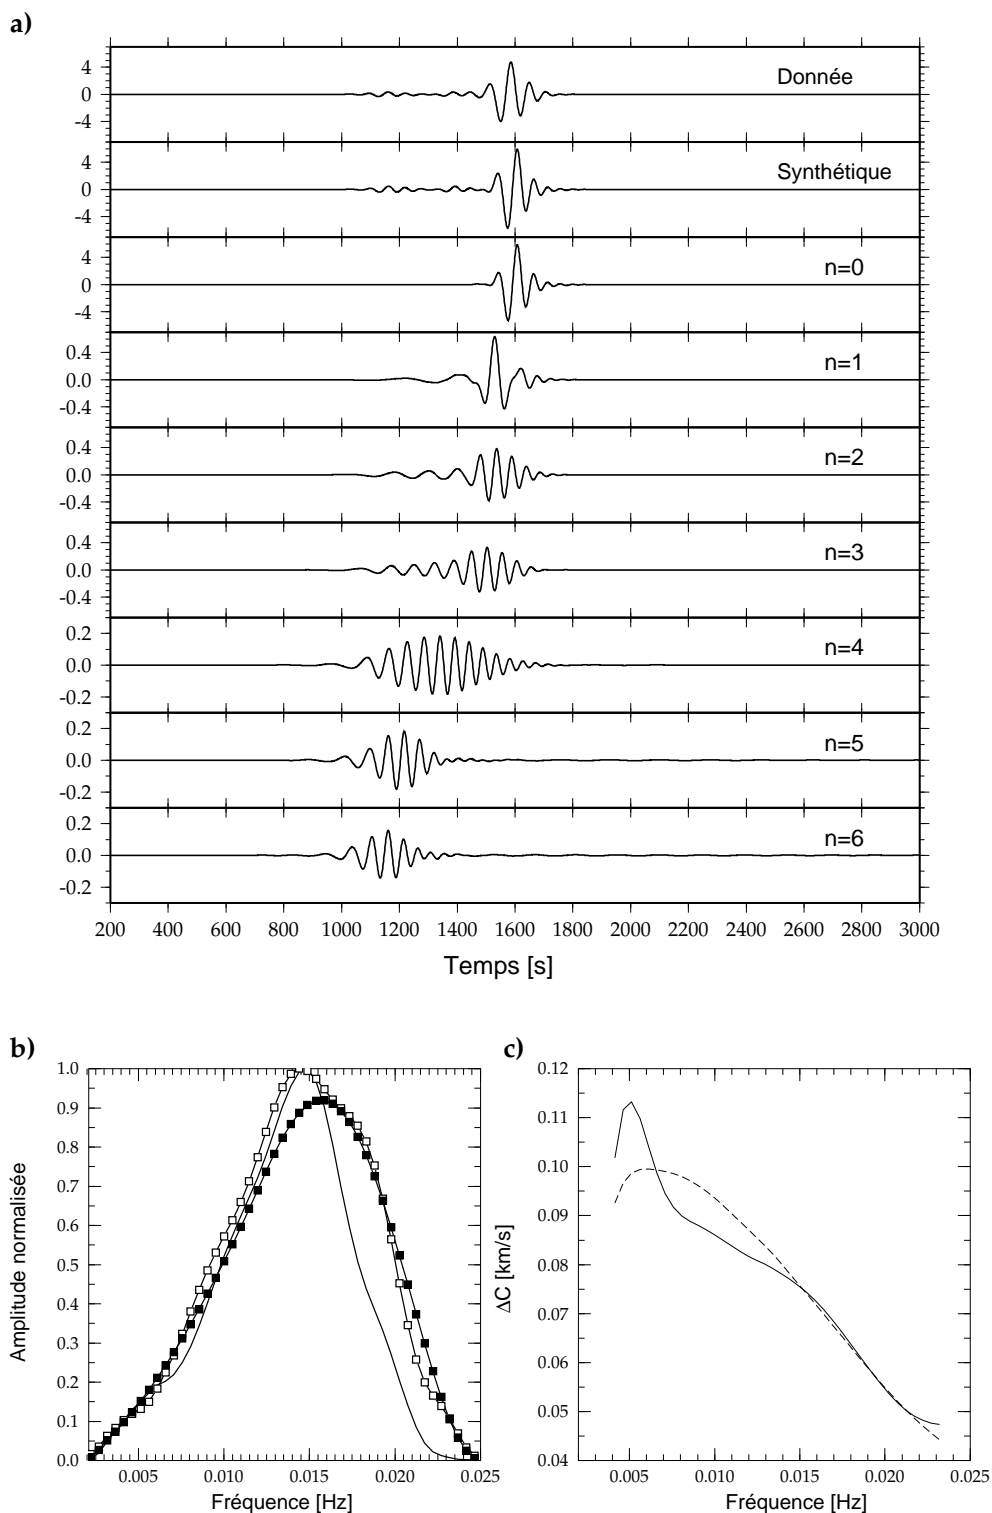 a)
4
0
-4
Donnée
4
0
-4
Synthétique
4
0
-4
n=0
0.4
0.0
-0.4
n=1
0.4
0.0
-0.4
n=2
0.4
0.0
-0.4
n=3
0.2
0.0
-0.2
n=4
0.2
0.0
-0.2
n=5
0.2
0.0
-0.2
n=6
200 400 600 800 1000 1200 1400 1600 1800 2000 2200 2400 2600 2800 3000
Temps [s]
b)
Amplitude normalisée
1.0
0.9
0.8
0.7
0.6
0.5
0.4
0.3
0.2
0.1
0.0
0.005 0.010 0.015 0.020 0.025
Fréquence [Hz]
c)
ΔC [km/s]
0.12
0.11
0.10
0.09
0.08
0.07
0.06
0.05
0.04
0.005 0.010 0.015 0.020 0.025
Fréquence [Hz]